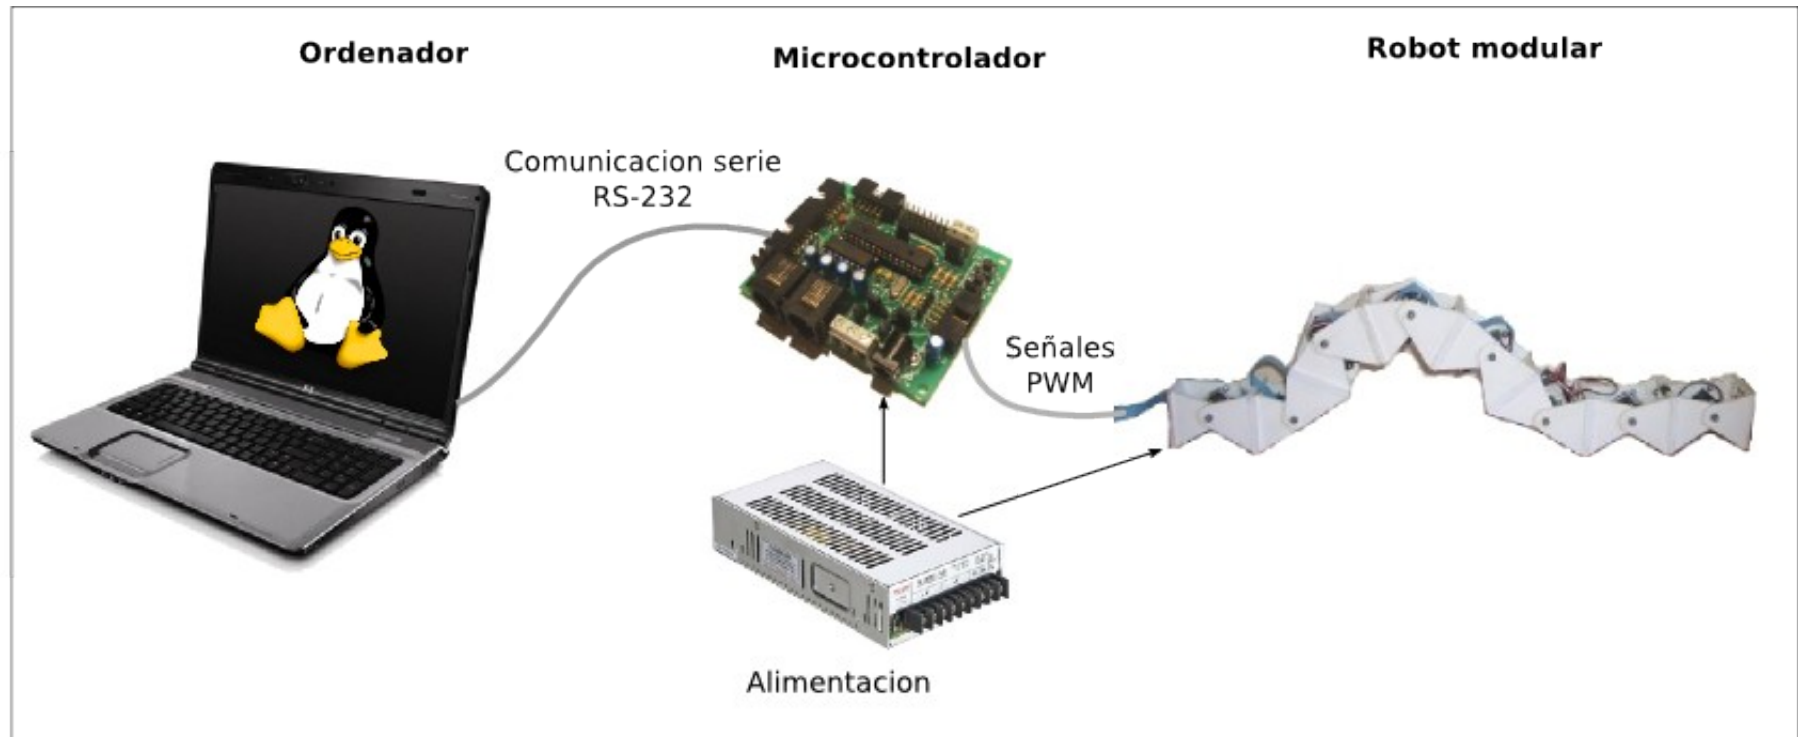 Ordenador
Microcontrolador
Robot modular
Comunicacion serie
RS-232
Señales
PWM
Alimentacion